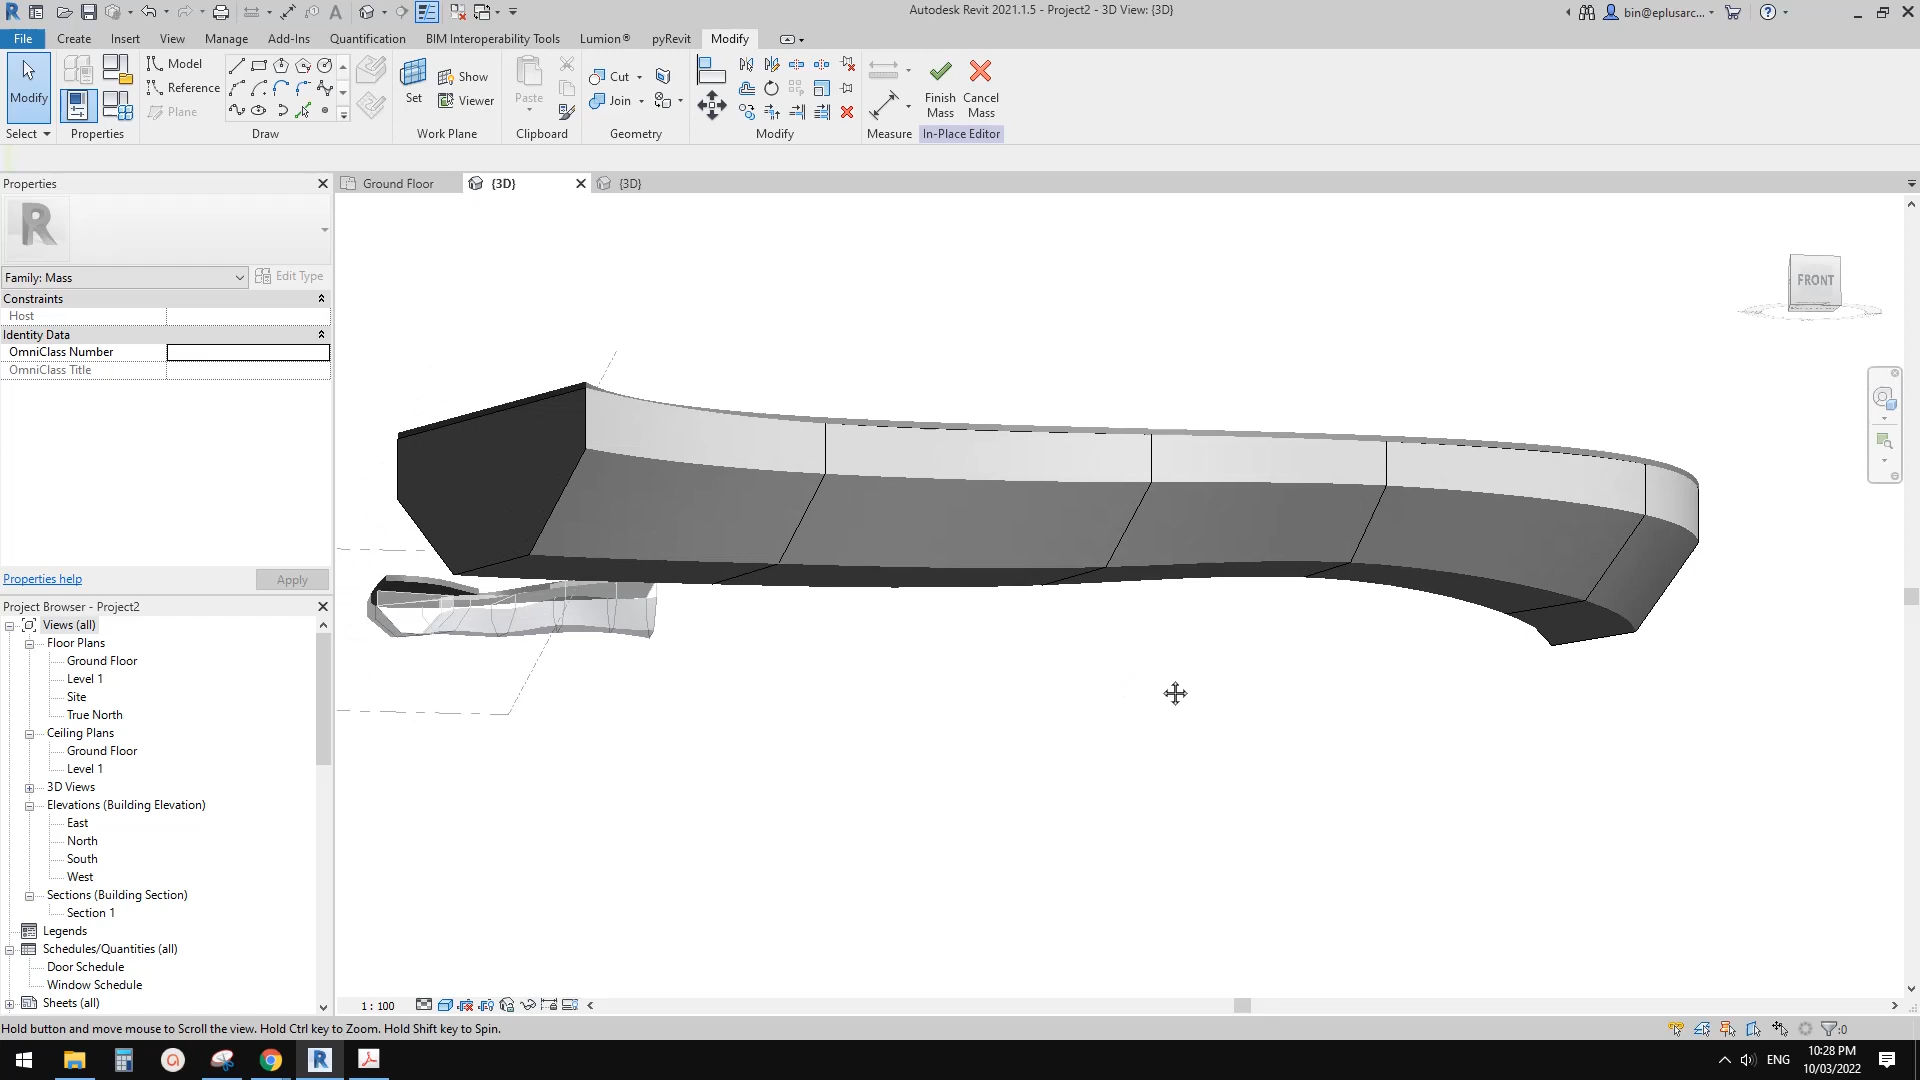 Autodesk Revit 2021.1.5 - Project2 - 3D View: {3D}
bin@eplusarc...
File Create Insert View Manage Add-Ins Quantification BIM Interoperability Tools Lumion® pyRevit Modify
Modify
Model
Reference
Plane
Set
Show
Viewer
Paste
Cut
Join
Finish Mass
Cancel Mass
Select Properties Draw Work Plane Clipboard Geometry Modify Measure In-Place Editor
Properties
Ground Floor
{3D}
{3D}
Family: Mass
Edit Type
Constraints
Host
Identity Data
OmniClass Number
OmniClass Title
Properties help
Apply
FRONT
Project Browser - Project2
Views (all)
Floor Plans
Ground Floor
Level 1
Site
True North
Ceiling Plans
Ground Floor
Level 1
3D Views
Elevations (Building Elevation)
East
North
South
West
Sections (Building Section)
Section 1
Legends
Schedules/Quantities (all)
Door Schedule
Window Schedule
Sheets (all)
1 : 100
Hold button and move mouse to Scroll the view. Hold Ctrl key to Zoom. Hold Shift key to Spin.
:0
ENG
10:28 PM
10/03/2022